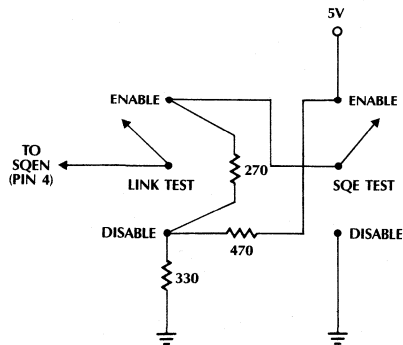 5V
ENABLE
ENABLE
TO
SQEN
(PIN 4)
LINK TEST
270
SQE TEST
DISABLE
470
DISABLE
330